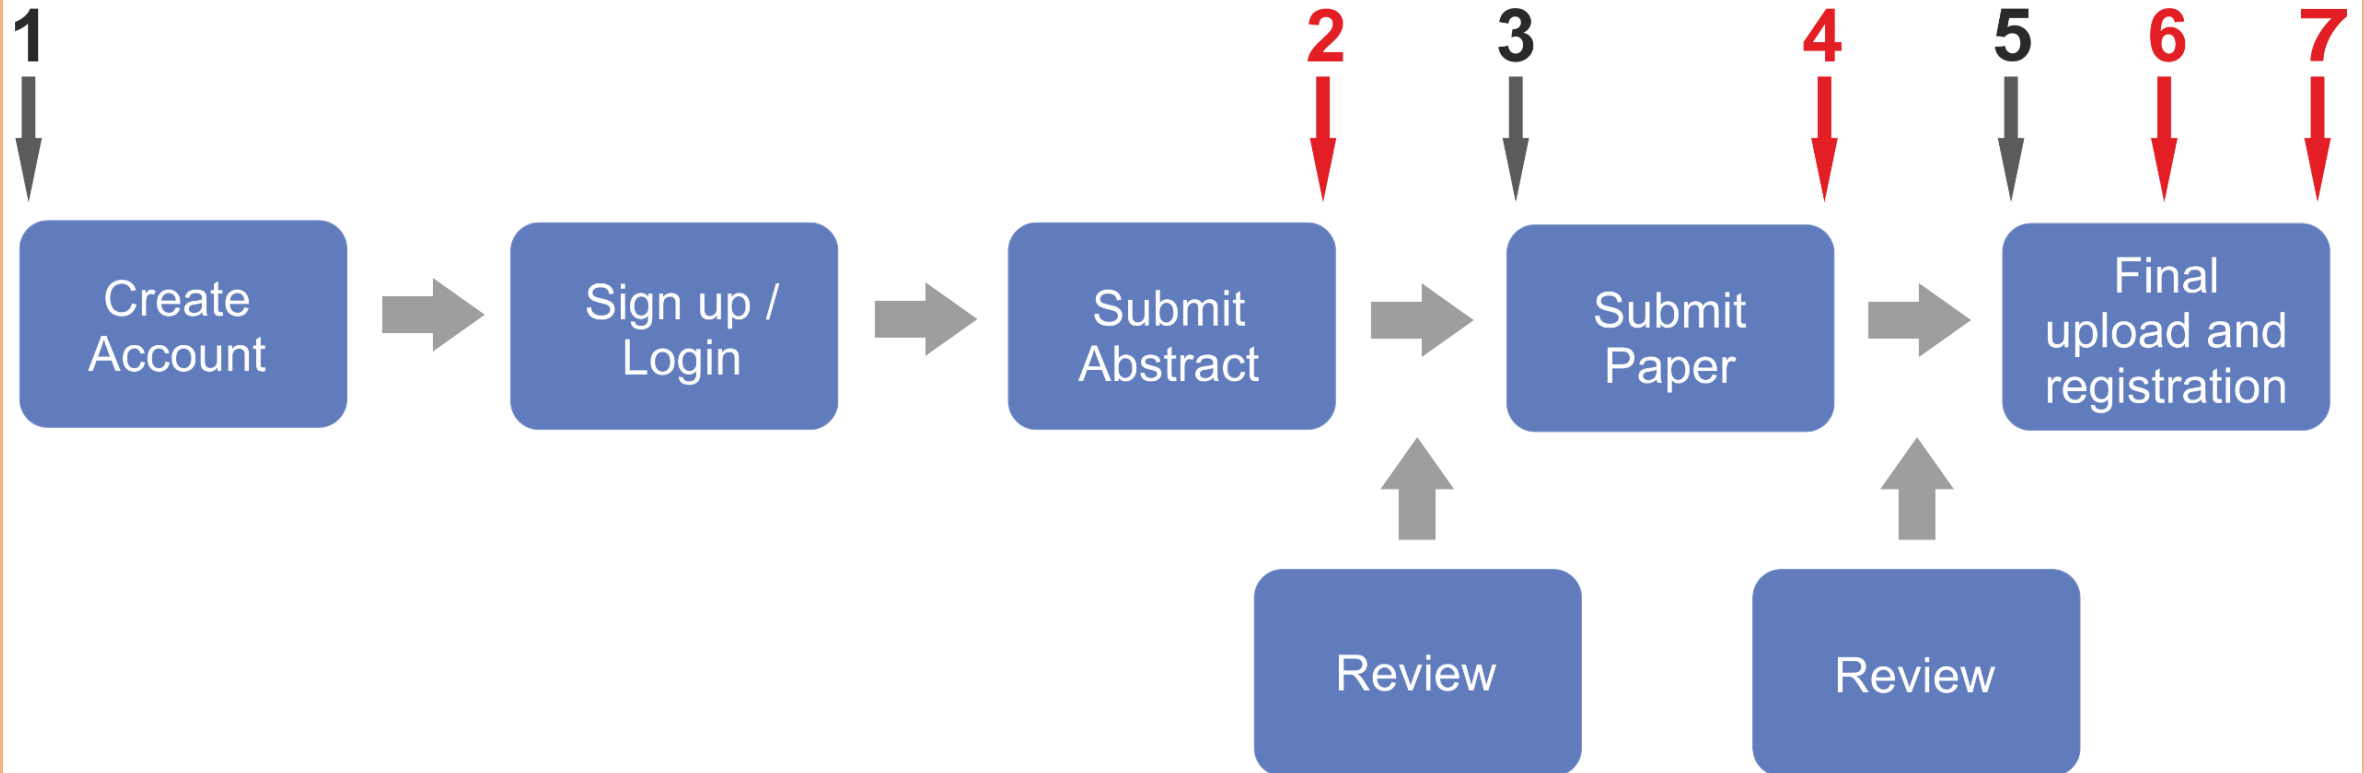 1 2 3 4 5 6 7
Create
Account
Sign up /
Login
Submit
Abstract
Submit
Paper
Final
upload and
registration
Review
Review